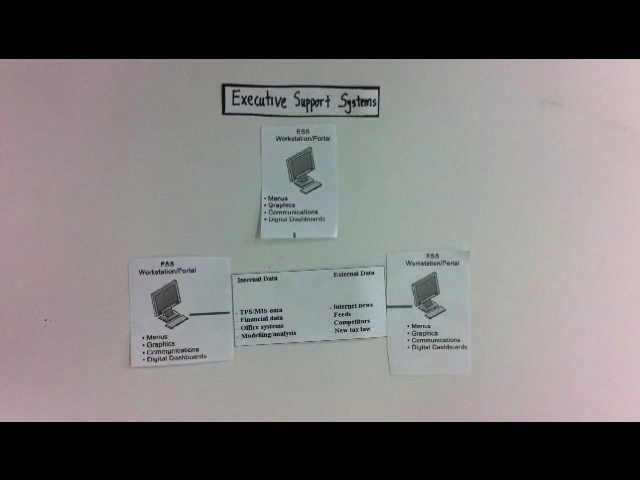 Executive Support Systems
ESS
Workstation/Portal
• Menus
• Graphics
• Communications
• Digital Dashboards
ESS
Workstation/Portal
• Menus
• Graphics
• Communications
• Digital Dashboards
Internal Data
- TPS/MIS data
- Financial data
- Office systems
- Modelling/analysis
External Data
- Internet news
Feeds
- Competitors
- New tax law
ESS
Workstation/Portal
• Menus
• Graphics
• Communications
• Digital Dashboards